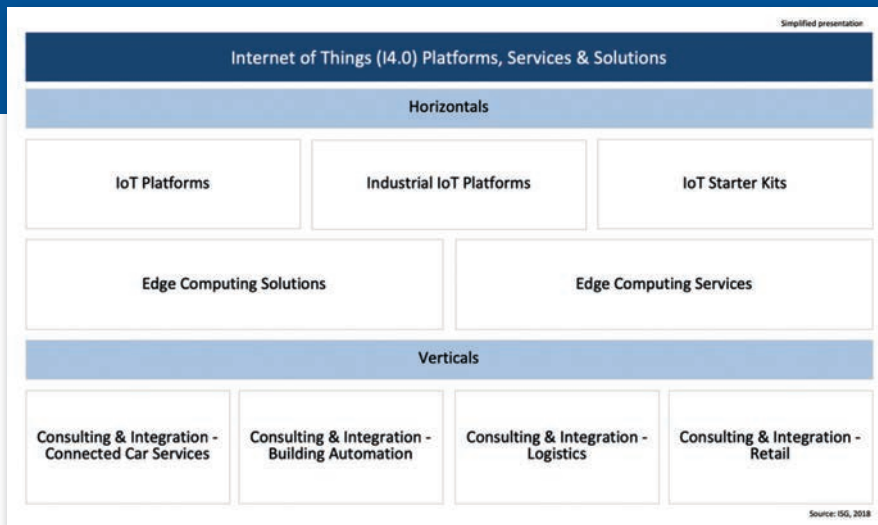 Simplified presentation
Internet of Things (I4.0) Platforms, Services & Solutions
Horizontals
IoT Platforms
Industrial IoT Platforms
IoT Starter Kits
Edge Computing Solutions
Edge Computing Services
Verticals
Consulting & Integration -
Connected Car Services
Consulting & Integration -
Building Automation
Consulting & Integration -
Logistics
Consulting & Integration -
Retail
Source: ISG, 2018